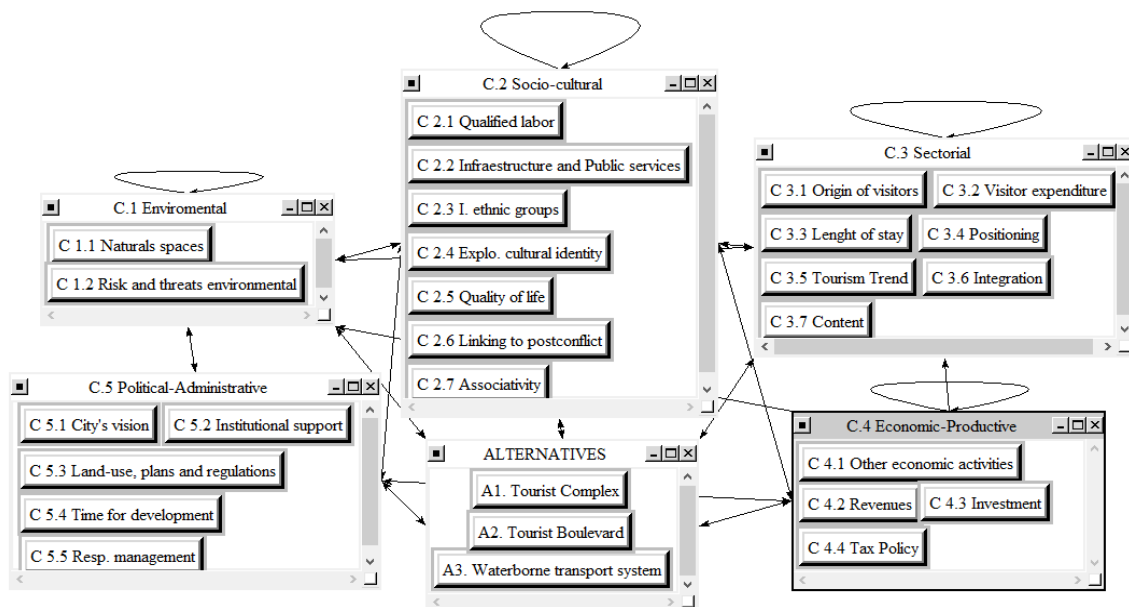 C.2 Socio-cultural
C 2.1 Qualified labor
C 2.2 Infraestructure and Public services
C 2.3 I. ethnic groups
C 2.4 Explo. cultural identity
C 2.5 Quality of life
C 2.6 Linking to postconflict
C 2.7 Associativity
C.3 Sectorial
C 3.1 Origin of visitors
C 3.2 Visitor expenditure
C 3.3 Lenght of stay
C 3.4 Positioning
C 3.5 Tourism Trend
C 3.6 Integration
C 3.7 Content
C.1 Enviromental
C 1.1 Naturals spaces
C 1.2 Risk and threats environmental
C.5 Political-Administrative
C 5.1 City's vision
C 5.2 Institutional support
C 5.3 Land-use, plans and regulations
C 5.4 Time for development
C 5.5 Resp. management
ALTERNATIVES
A1. Tourist Complex
A2. Tourist Boulevard
A3. Waterborne transport system
C.4 Economic-Productive
C 4.1 Other economic activities
C 4.2 Revenues
C 4.3 Investment
C 4.4 Tax Policy